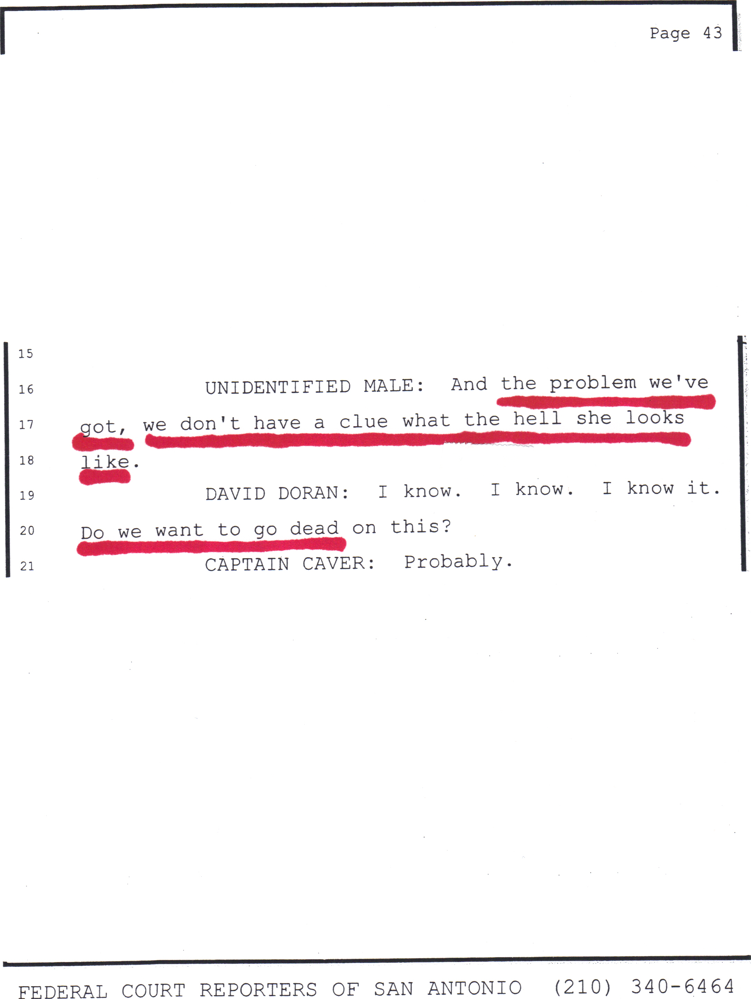 Page 43
15
16 UNIDENTIFIED MALE: And the problem we've
17 got, we don't have a clue what the hell she looks
18 like.
19 DAVID DORAN: I know. I know. I know it.
20 Do we want to go dead on this?
21 CAPTAIN CAVER: Probably.
FEDERAL COURT REPORTERS OF SAN ANTONIO (210) 340-6464